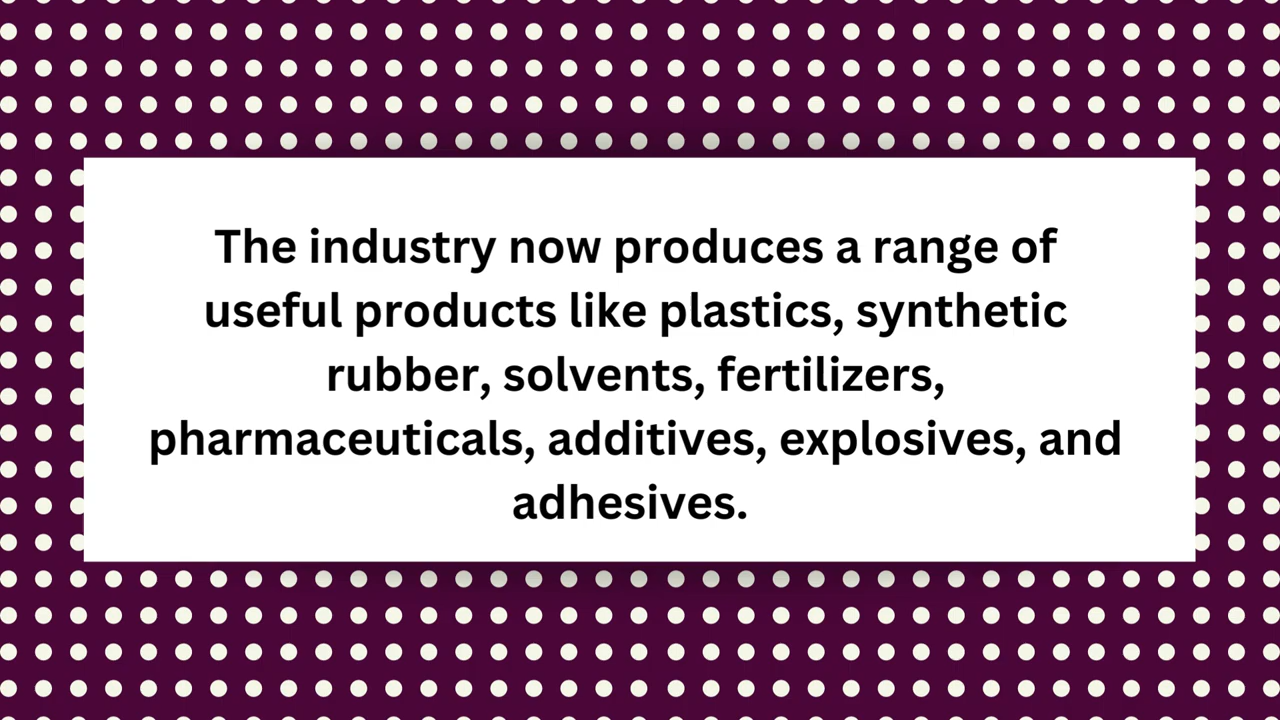 The industry now produces a range of
useful products like plastics, synthetic
rubber, solvents, fertilizers,
pharmaceuticals, additives, explosives, and
adhesives.